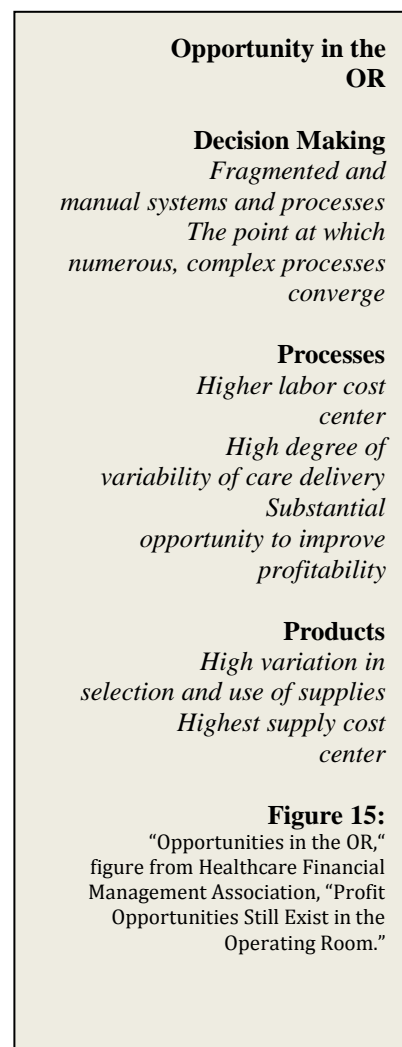 Opportunity in the
OR
Decision Making
Fragmented and
manual systems and processes
The point at which
numerous, complex processes
converge
Processes
Higher labor cost
center
High degree of
variability of care delivery
Substantial
opportunity to improve
profitability
Products
High variation in
selection and use of supplies
Highest supply cost
center
Figure 15:
“Opportunities in the OR,“
figure from Healthcare Financial
Management Association, “Profit
Opportunities Still Exist in the
Operating Room.”